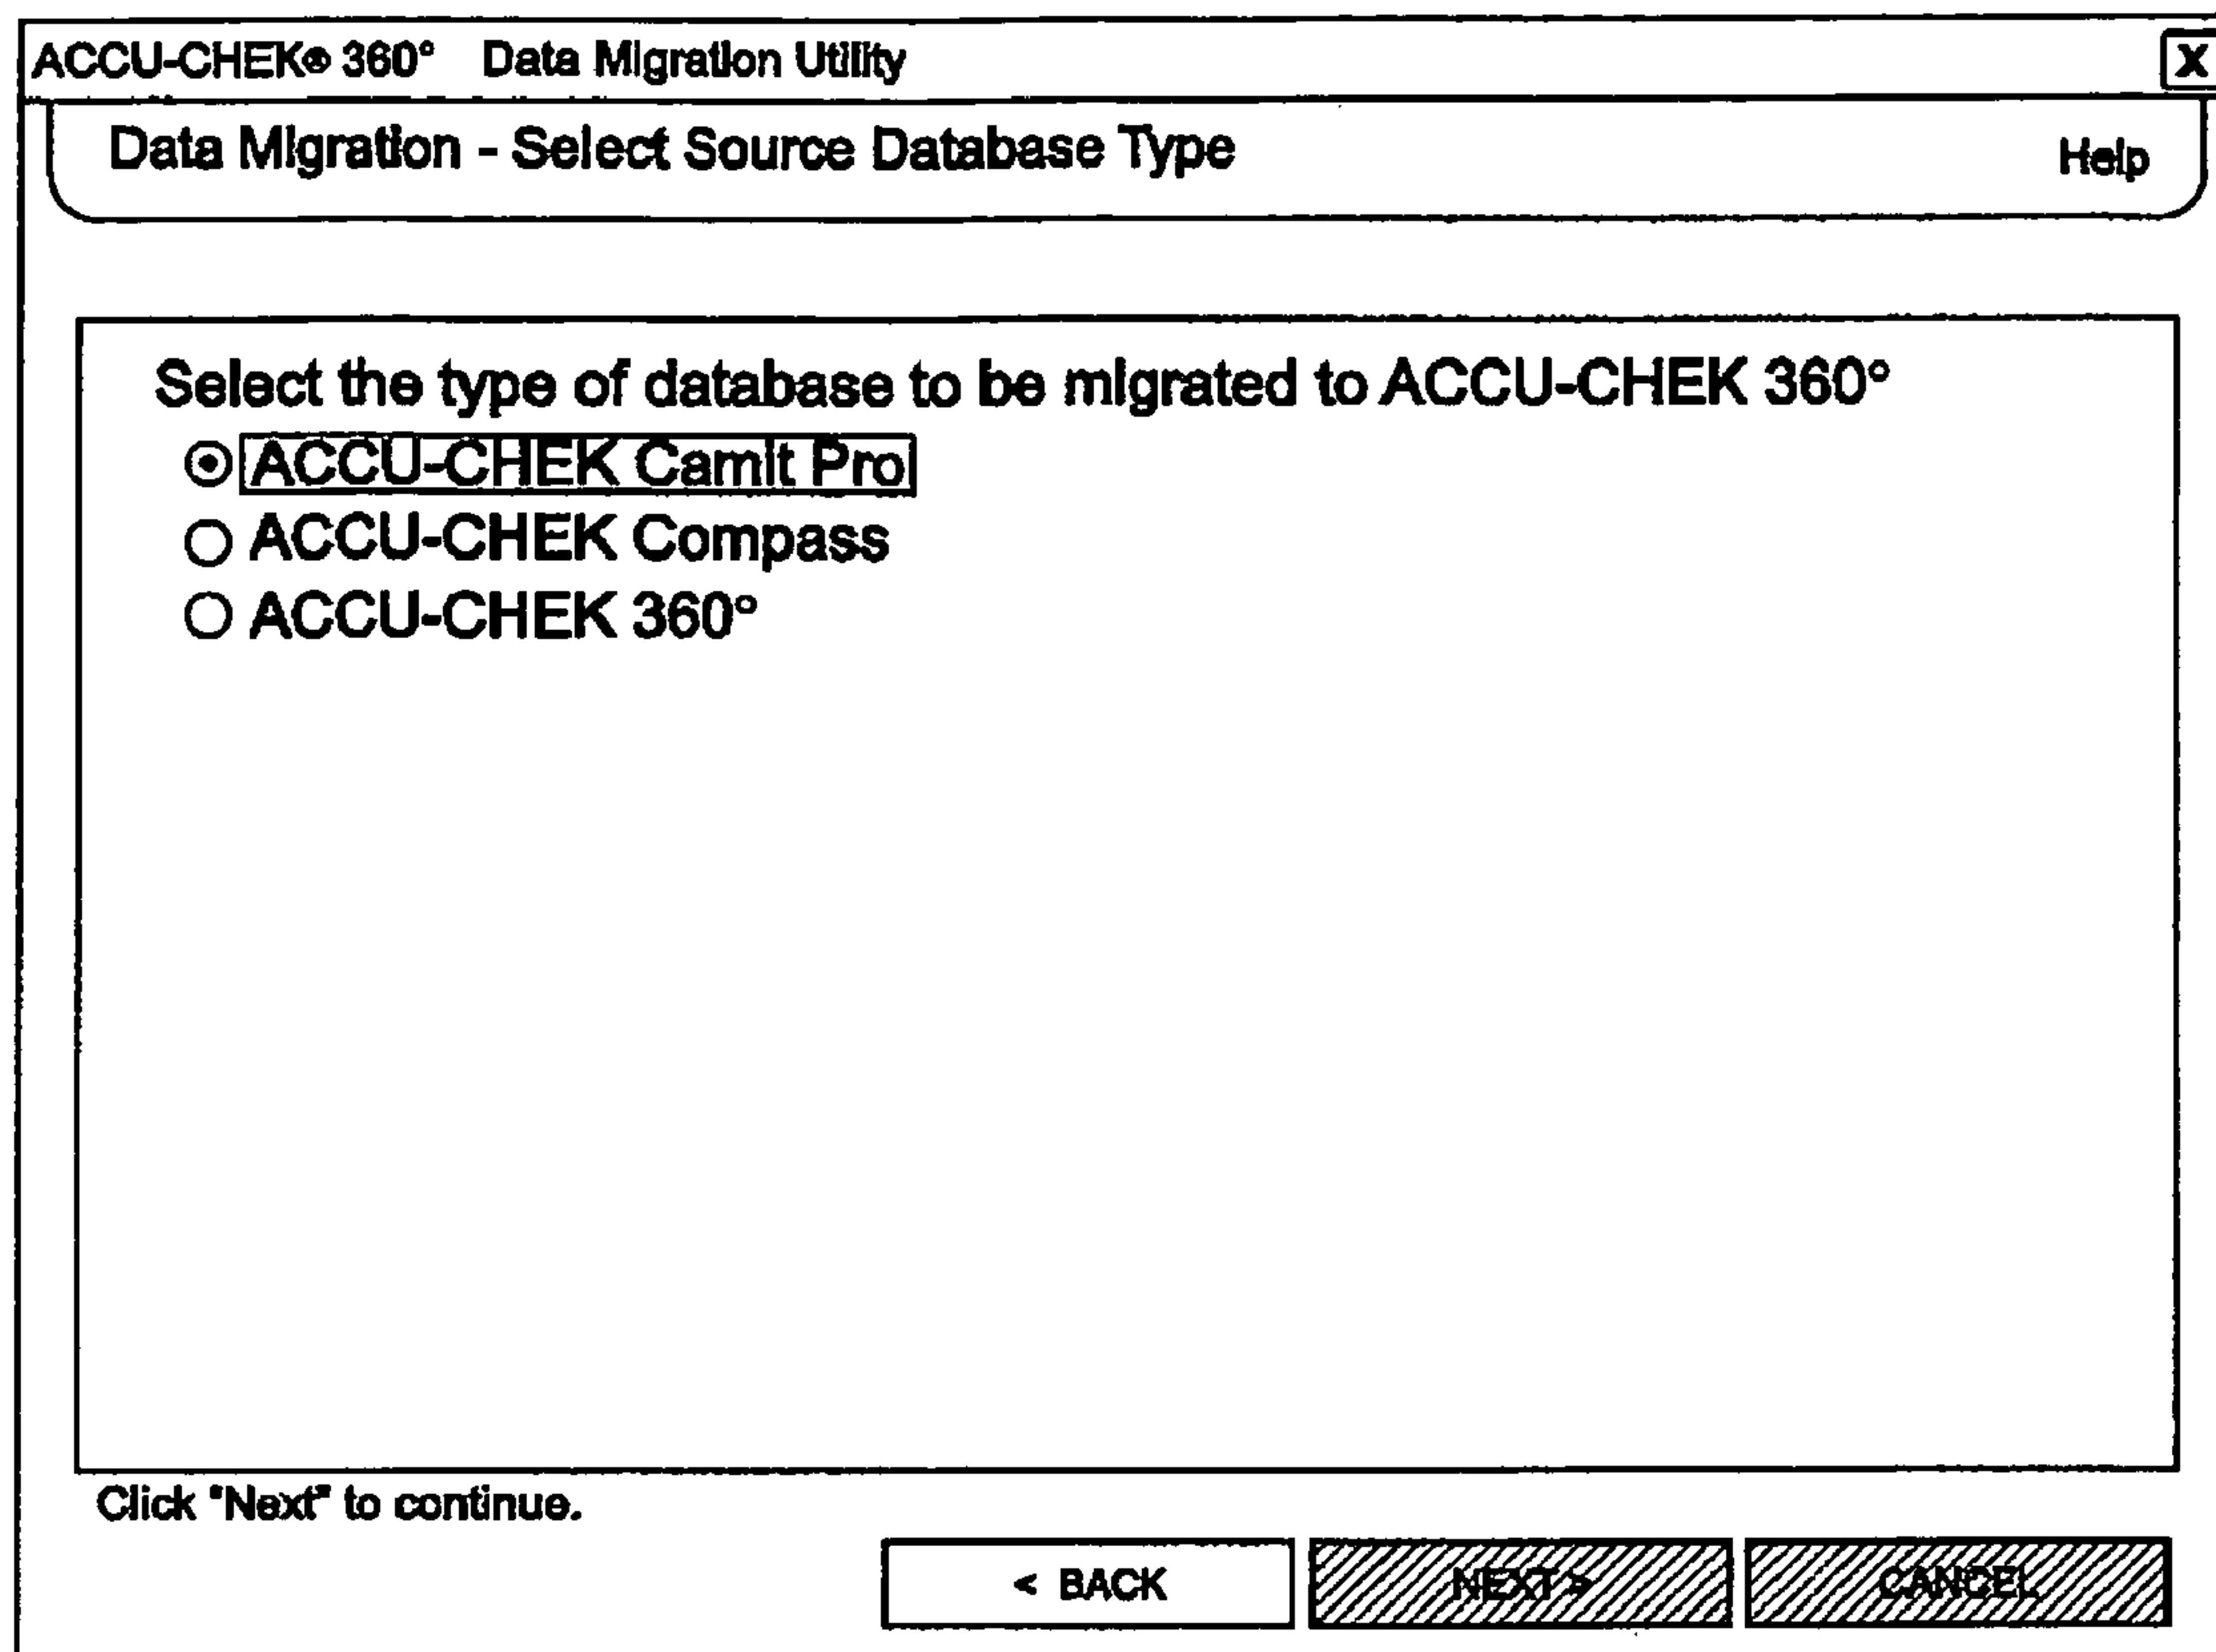 ACCU-CHEK® 360° Data Migration Utility X
Data Migration - Select Source Database Type Help
Select the type of database to be migrated to ACCU-CHEK 360°
ACCU-CHEK Camit Pro
ACCU-CHEK Compass
ACCU-CHEK 360°
Click "Next" to continue.
< BACK NEXT > CANCEL